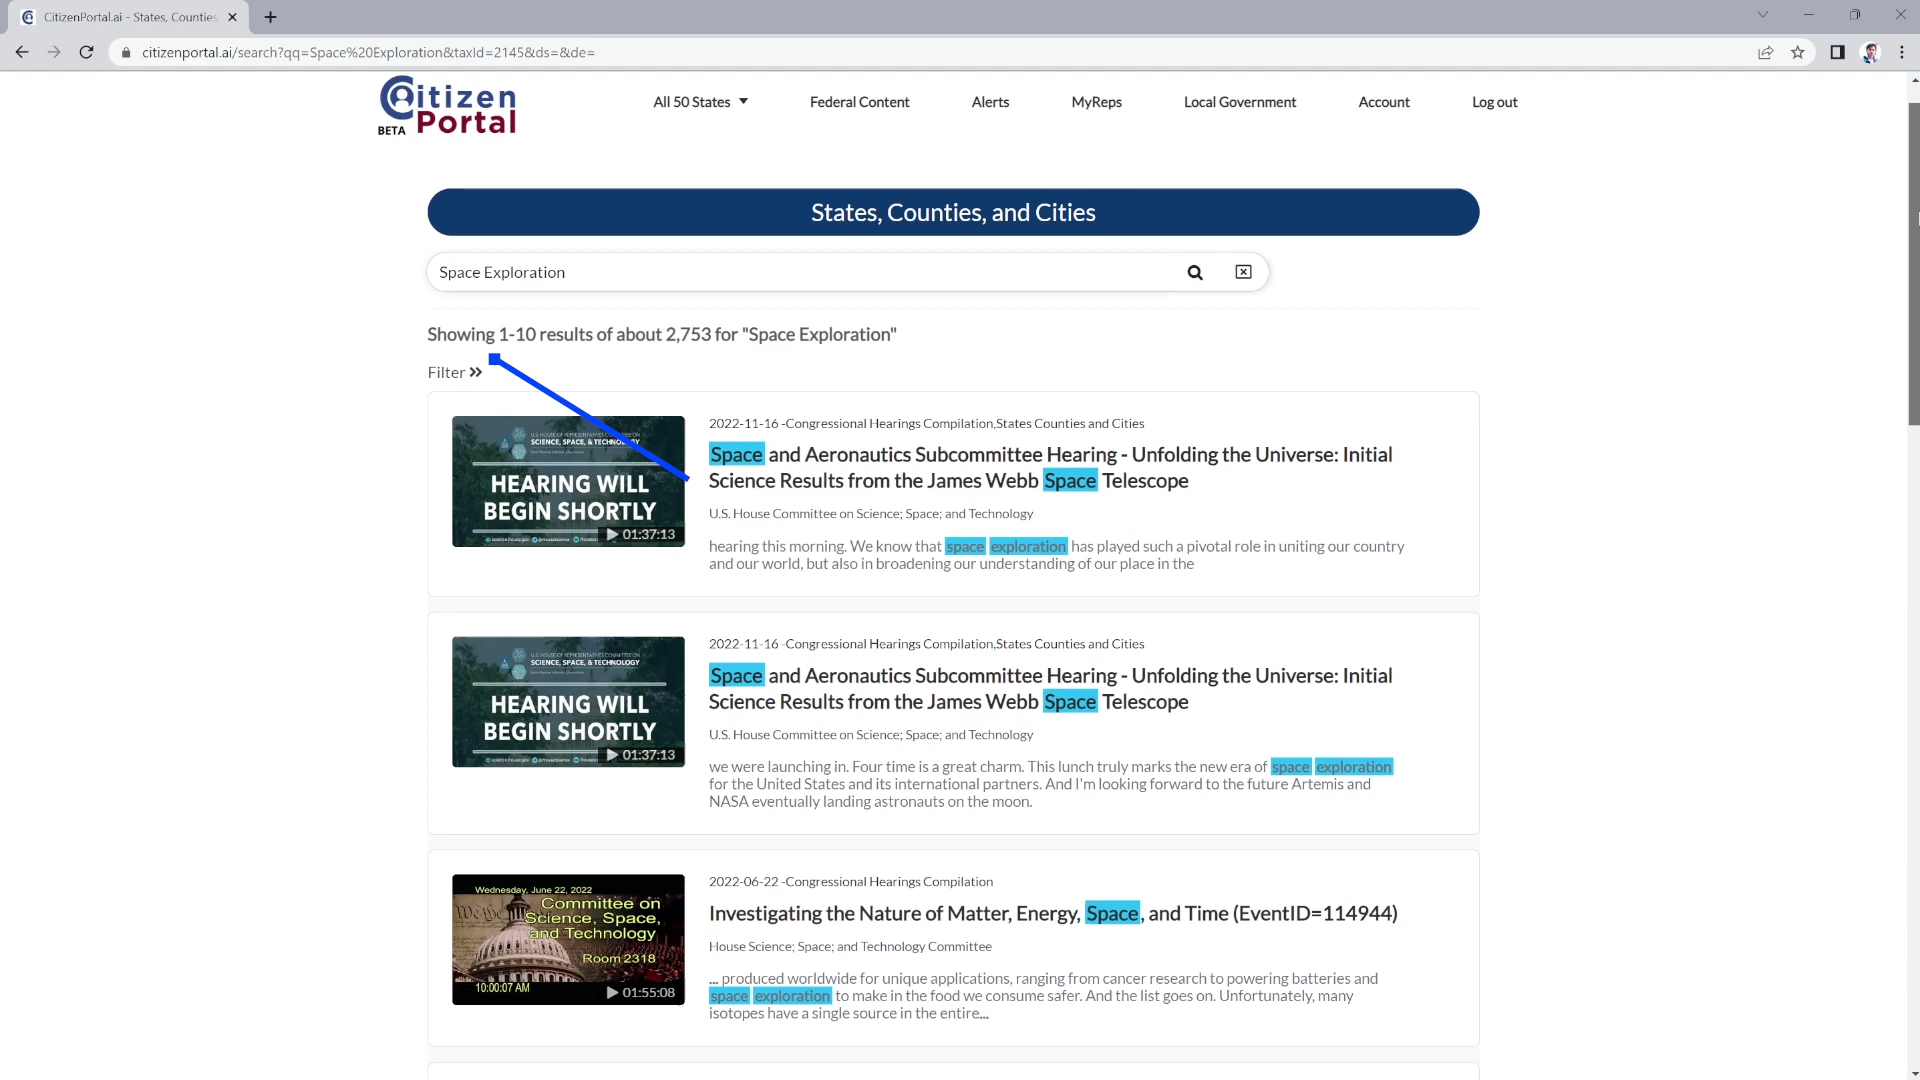 CitizenPortal.ai - States, Counties
citizenportal.ai/search?qq=Space%20Exploration&taxId=2145&ds=&de=
Citizen
Portal
BETA
All 50 States
Federal Content
Alerts
MyReps
Local Government
Account
Log out
States, Counties, and Cities
Space Exploration
Showing 1-10 results of about 2,753 for "Space Exploration"
Filter »
U.S. HOUSE OF REPRESENTATIVES COMMITTEE ON
SCIENCE, SPACE, & TECHNOLOGY
HEARING WILL
BEGIN SHORTLY
01:37:13
2022-11-16 -Congressional Hearings Compilation,States Counties and Cities
Space and Aeronautics Subcommittee Hearing - Unfolding the Universe: Initial
Science Results from the James Webb Space Telescope
U.S. House Committee on Science; Space; and Technology
hearing this morning. We know that space exploration has played such a pivotal role in uniting our country
and our world, but also in broadening our understanding of our place in the
U.S. HOUSE OF REPRESENTATIVES COMMITTEE ON
SCIENCE, SPACE, & TECHNOLOGY
HEARING WILL
BEGIN SHORTLY
01:37:13
2022-11-16 -Congressional Hearings Compilation,States Counties and Cities
Space and Aeronautics Subcommittee Hearing - Unfolding the Universe: Initial
Science Results from the James Webb Space Telescope
U.S. House Committee on Science; Space; and Technology
we were launching in. Four time is a great charm. This lunch truly marks the new era of space exploration
for the United States and its international partners. And I'm looking forward to the future Artemis and
NASA eventually landing astronauts on the moon.
Wednesday, June 22, 2022
Committee on
Science, Space,
and Technology
Room 2318
10:00:07 AM
01:55:08
2022-06-22 -Congressional Hearings Compilation
Investigating the Nature of Matter, Energy, Space, and Time (EventID=114944)
House Science; Space; and Technology Committee
... produced worldwide for unique applications, ranging from cancer research to powering batteries and
space exploration to make in the food we consume safer. And the list goes on. Unfortunately, many
isotopes have a single source in the entire...